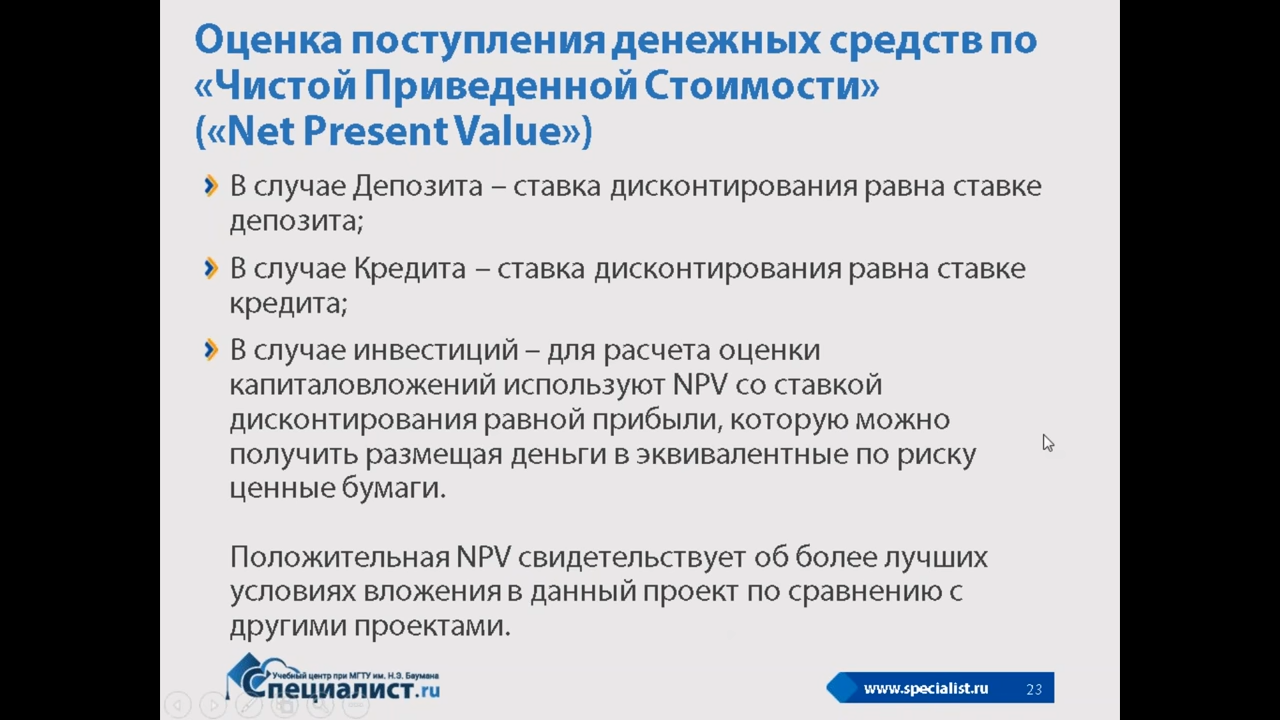 Оценка поступления денежных средств по
«Чистой Приведенной Стоимости»
(«Net Present Value»)
В случае Депозита – ставка дисконтирования равна ставке
депозита;
В случае Кредита – ставка дисконтирования равна ставке
кредита;
В случае инвестиций – для расчета оценки
капиталовложений используют NPV со ставкой
дисконтирования равной прибыли, которую можно
получить размещая деньги в эквивалентные по риску
ценные бумаги.
Положительная NPV свидетельствует об более лучших
условиях вложения в данный проект по сравнению с
другими проектами.
Учебный центр при МГТУ им. Н.Э. Баумана
Специалист.ru
www.specialist.ru 23